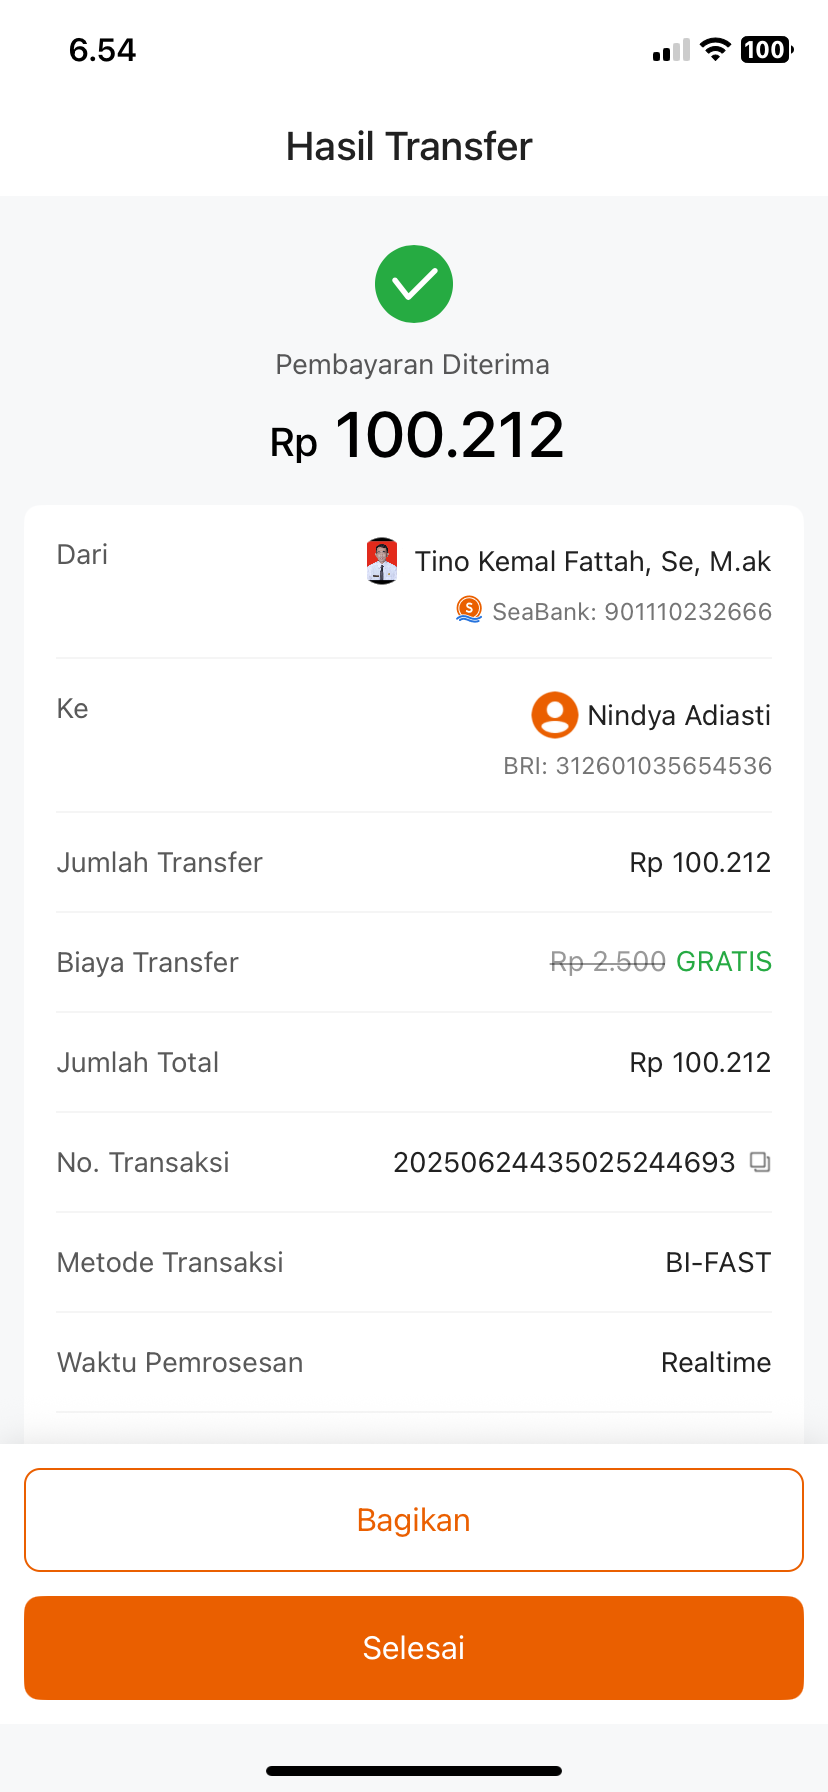 6.54
100
Hasil Transfer
Pembayaran Diterima
Rp 100.212
Dari
Tino Kemal Fattah, Se, M.ak
SeaBank: 901110232666
Ke
Nindya Adiasti
BRI: 312601035654536
Jumlah Transfer Rp 100.212
Biaya Transfer Rp 2.500 GRATIS
Jumlah Total Rp 100.212
No. Transaksi 20250624435025244693
Metode Transaksi BI-FAST
Waktu Pemrosesan Realtime
Bagikan
Selesai